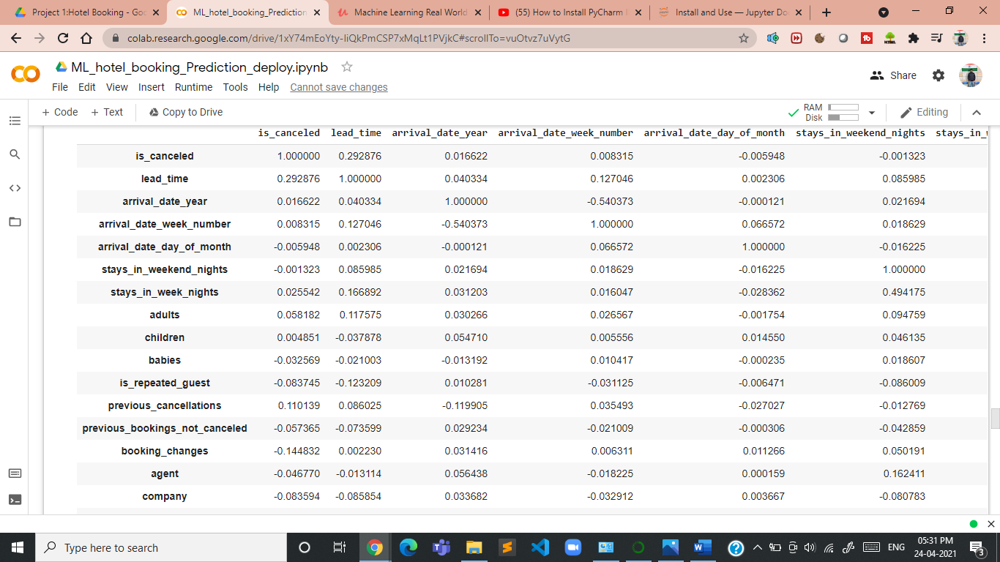 Project 1:Hotel Booking - Goo
ML_hotel_booking_Prediction
Machine Learning Real World
(55) How to Install PyCharm I
Install and Use — Jupyter Do
colab.research.google.com/drive/1xY74mEoYty-IiQkPmCSP7xMqLt1PVjkC#scrollTo=vuOtvz7uVytG
ML_hotel_booking_Prediction_deploy.ipynb
Share
File Edit View Insert Runtime Tools Help Cannot save changes
+ Code + Text Copy to Drive
RAM
Disk
Editing
is_canceled lead_time arrival_date_year arrival_date_week_number arrival_date_day_of_month stays_in_weekend_nights stays_in_w
is_canceled 1.000000 0.292876 0.016622 0.008315 -0.005948 -0.001323
lead_time 0.292876 1.000000 0.040334 0.127046 0.002306 0.085985
arrival_date_year 0.016622 0.040334 1.000000 -0.540373 -0.000121 0.021694
arrival_date_week_number 0.008315 0.127046 -0.540373 1.000000 0.066572 0.018629
arrival_date_day_of_month -0.005948 0.002306 -0.000121 0.066572 1.000000 -0.016225
stays_in_weekend_nights -0.001323 0.085985 0.021694 0.018629 -0.016225 1.000000
stays_in_week_nights 0.025542 0.166892 0.031203 0.016047 -0.028362 0.494175
adults 0.058182 0.117575 0.030266 0.026567 -0.001754 0.094759
children 0.004851 -0.037878 0.054710 0.005556 0.014550 0.046135
babies -0.032569 -0.021003 -0.013192 0.010417 -0.000235 0.018607
is_repeated_guest -0.083745 -0.123209 0.010281 -0.031125 -0.006471 -0.086009
previous_cancellations 0.110139 0.086025 -0.119905 0.035493 -0.027027 -0.012769
previous_bookings_not_canceled -0.057365 -0.073599 0.029234 -0.021009 -0.000306 -0.042859
booking_changes -0.144832 0.002230 0.031416 0.006311 0.011266 0.050191
agent -0.046770 -0.013114 0.056438 -0.018225 0.000159 0.162411
company -0.083594 -0.085854 0.033682 -0.032912 0.003667 -0.080783
Type here to search
ENG
05:31 PM
24-04-2021
3